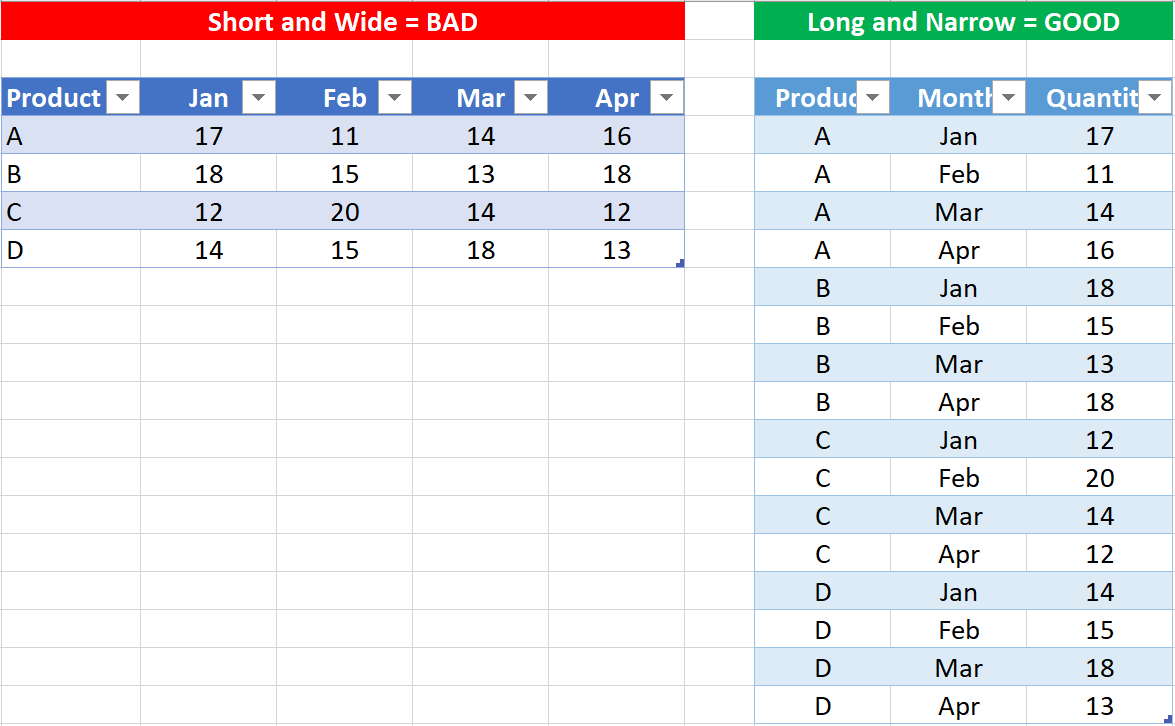 Short and Wide = BAD
Product Jan Feb Mar Apr
A 17 11 14 16
B 18 15 13 18
C 12 20 14 12
D 14 15 18 13
Long and Narrow = GOOD
Produc Month Quantit
A Jan 17
A Feb 11
A Mar 14
A Apr 16
B Jan 18
B Feb 15
B Mar 13
B Apr 18
C Jan 12
C Feb 20
C Mar 14
C Apr 12
D Jan 14
D Feb 15
D Mar 18
D Apr 13